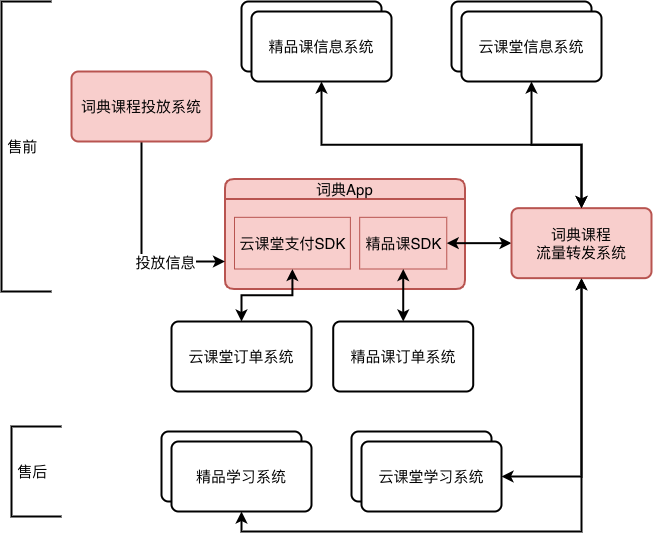 精品课信息系统
云课堂信息系统
词典课程投放系统
售前
词典App
云课堂支付SDK
精品课SDK
词典课程
流量转发系统
投放信息
云课堂订单系统
精品课订单系统
售后
精品学习系统
云课堂学习系统